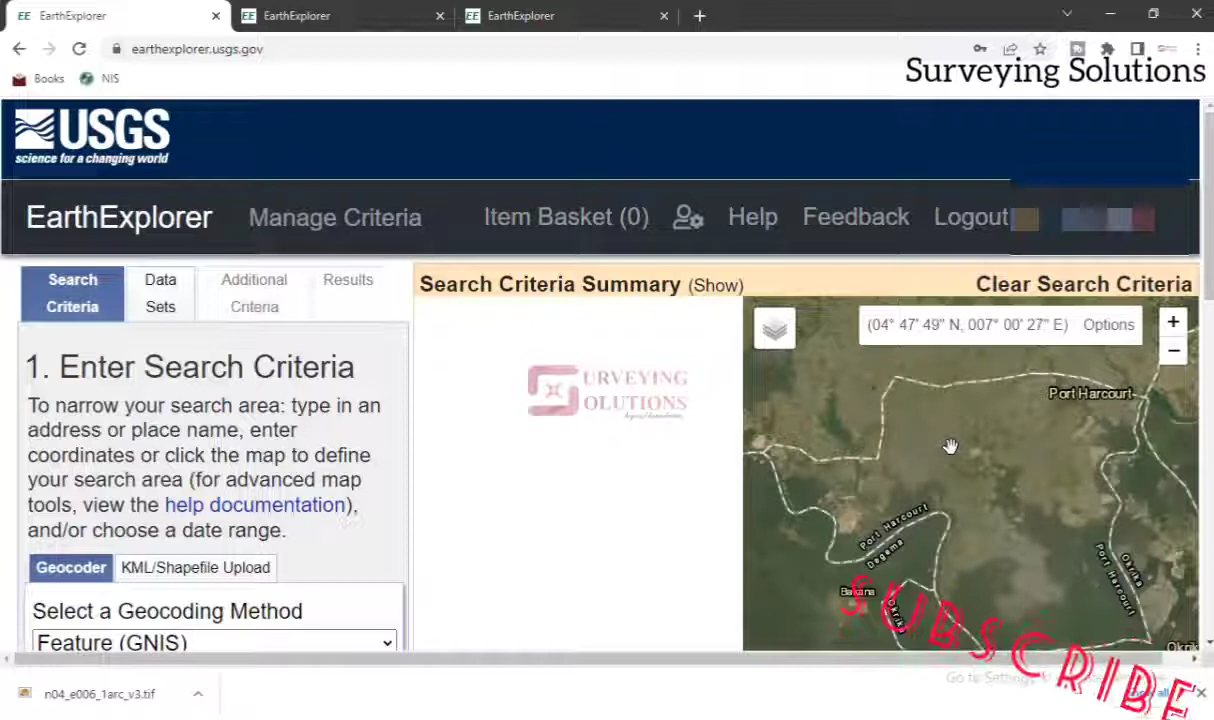 EarthExplorer
EarthExplorer
EarthExplorer
earthexplorer.usgs.gov
Books
NIS
Surveying Solutions
USGS
science for a changing world
EarthExplorer
Manage Criteria
Item Basket (0)
Help
Feedback
Logout
Search
Criteria
Data
Sets
Additional
Criteria
Results
Search Criteria Summary (Show)
Clear Search Criteria
1. Enter Search Criteria
To narrow your search area: type in an
address or place name, enter
coordinates or click the map to define
your search area (for advanced map
tools, view the help documentation),
and/or choose a date range.
Geocoder
KML/Shapefile Upload
Select a Geocoding Method
Feature (GNIS)
URVEYING
OLUTIONS
(04° 47' 49" N, 007° 00' 27" E)
Options
+
−
Port Harcourt
Port Harcourt
Degema
Bakana
Okrika
Okrika
Port Harcourt
SUBSCRIBE
n04_e006_1arc_v3.tif